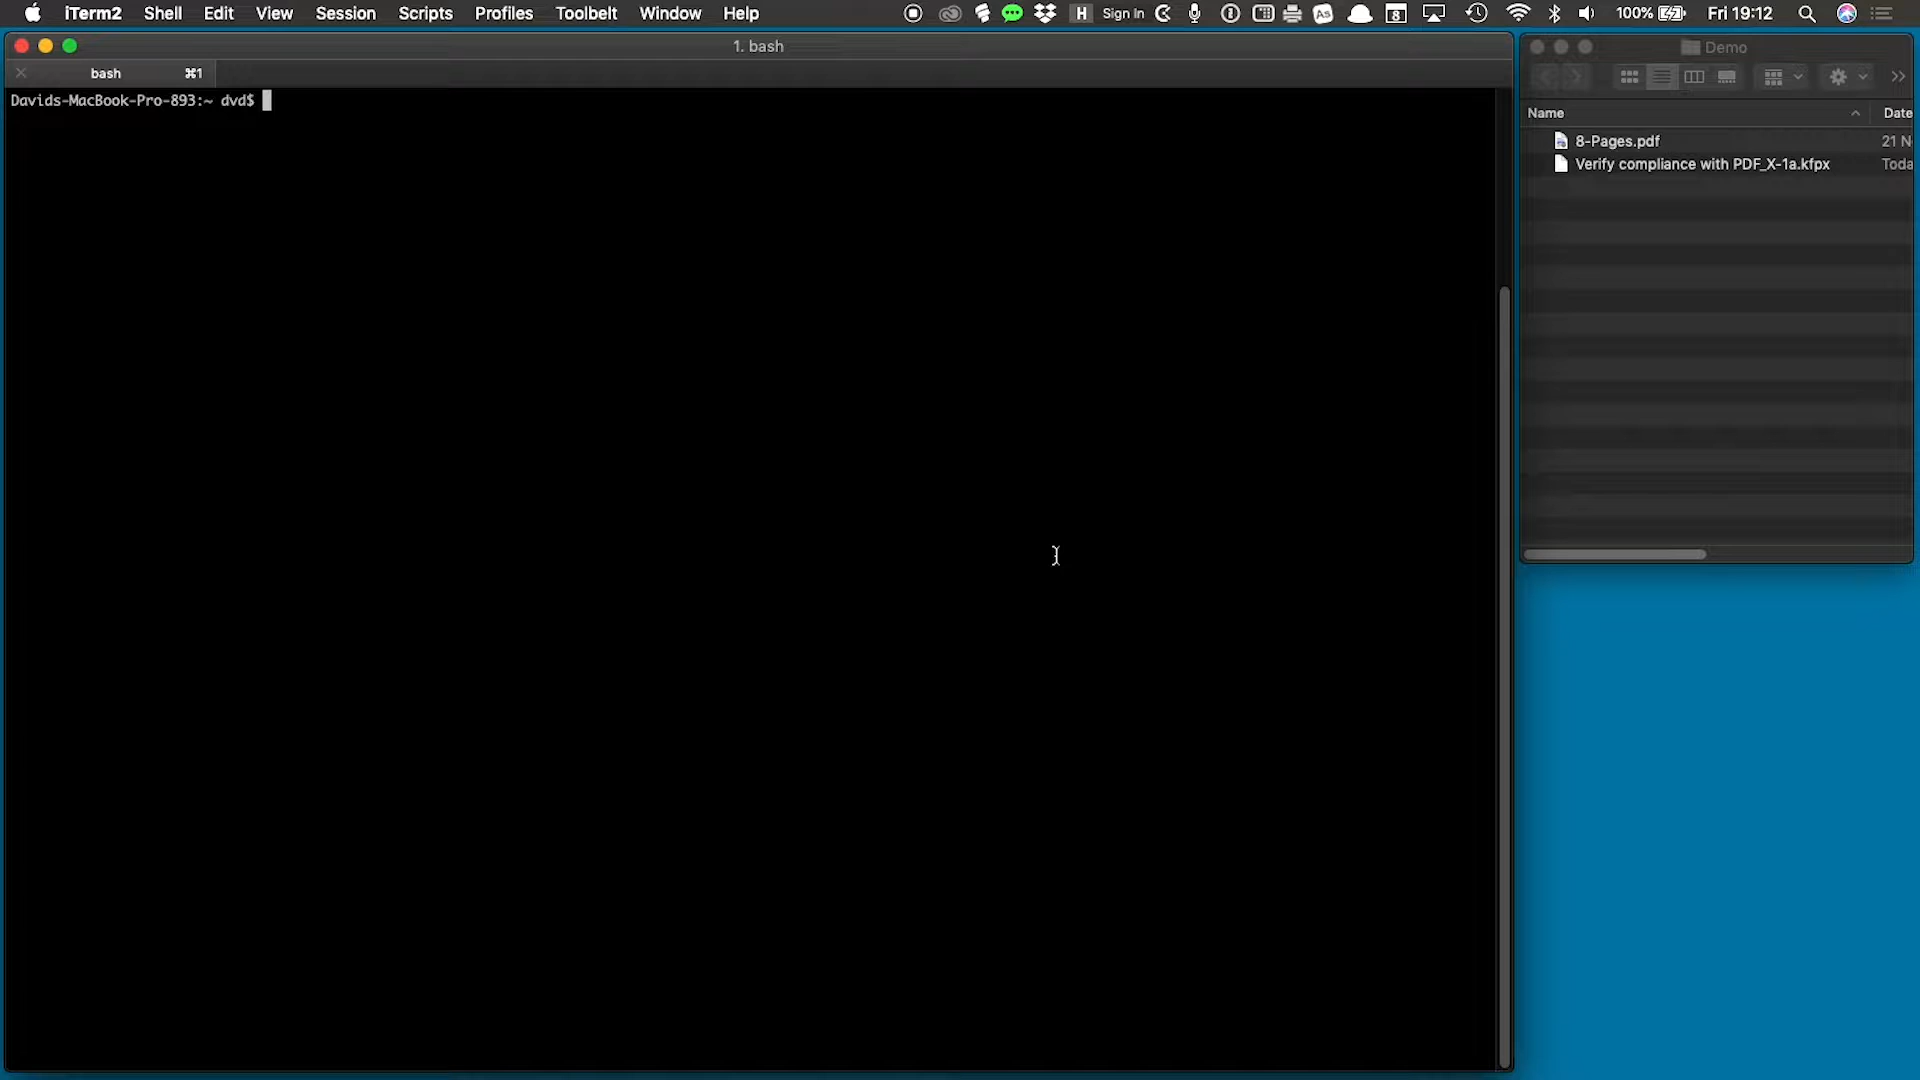 iTerm2 Shell Edit View Session Scripts Profiles Toolbelt Window Help H Sign In As 8 100% Fri 19:12
1. bash
bash ⌘1
Davids-MacBook-Pro-893:~ dvd$
Demo
Name Date
8-Pages.pdf 21 N
Verify compliance with PDF_X-1a.kfpx Toda